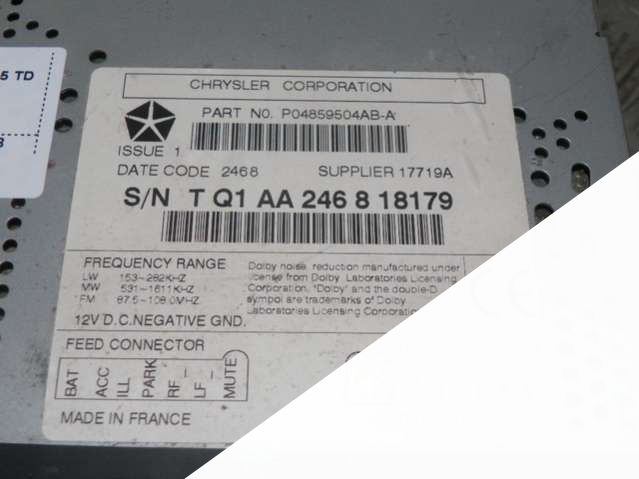 5 TD
3
CHRYSLER CORPORATION
PART NO. P04859504AB-A
ISSUE 1
DATE CODE 2468 SUPPLIER 17719A
S/N T Q1 AA 246 8 18179
FREQUENCY RANGE
LW 153-282KHZ
MW 531-1611KHZ
FM 87.5-108.0MHZ
12V D.C. NEGATIVE GND.
Dolby noise reduction manufactured under
license from Dolby Laboratories Licensing
Corporation. "Dolby" and the double-D
symbol are trademarks of Dolby
Laboratories Licensing
FEED CONNECTOR
BAT ACC ILL PARK RF - LF - MUTE
MADE IN FRANCE